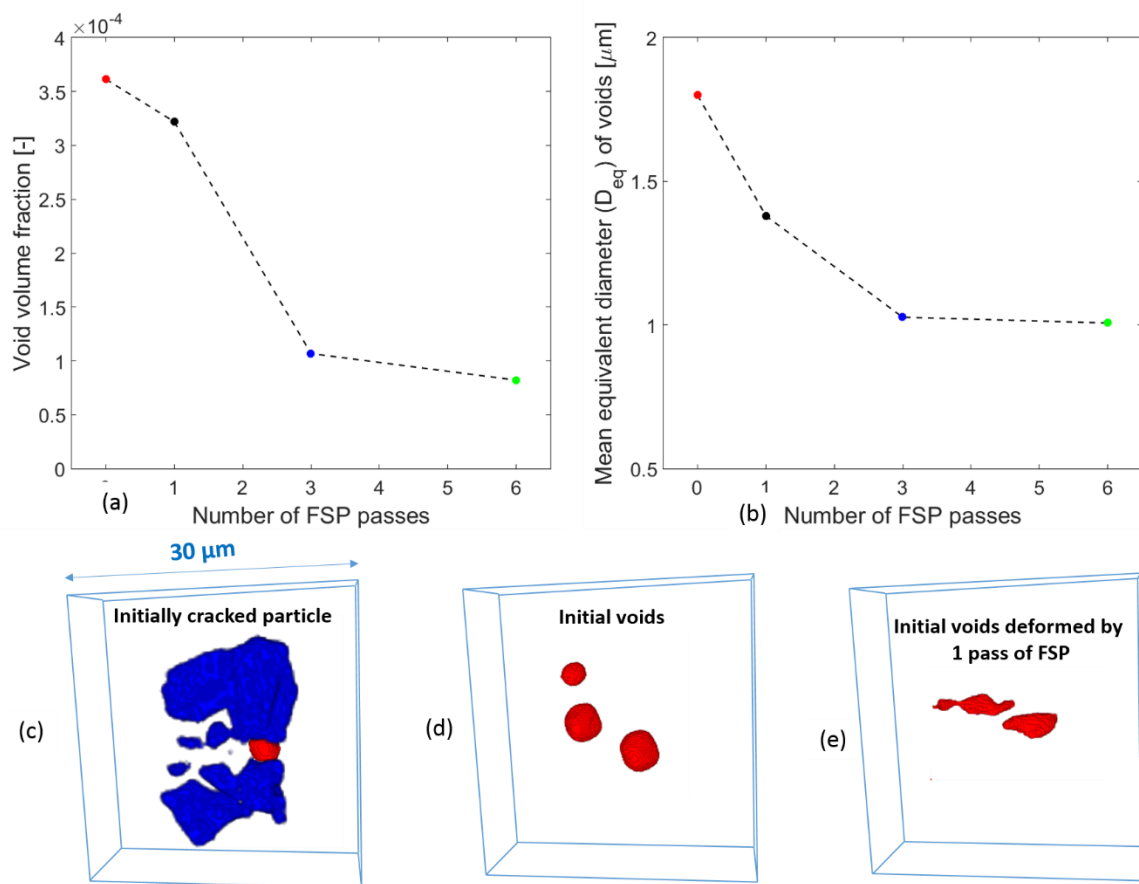 ×10⁻⁴
Void volume fraction [-]
4
3.5
3
2.5
2
1.5
1
0.5
0
- 1 2 3 4 5 6
(a)
Number of FSP passes
Mean equivalent diameter (D_eq) of voids [μm]
2
1.5
1
0.5
0 1 2 3 4 5 6
(b)
Number of FSP passes
30 μm
Initially cracked particle
(c)
Initial voids
(d)
Initial voids deformed by
1 pass of FSP
(e)